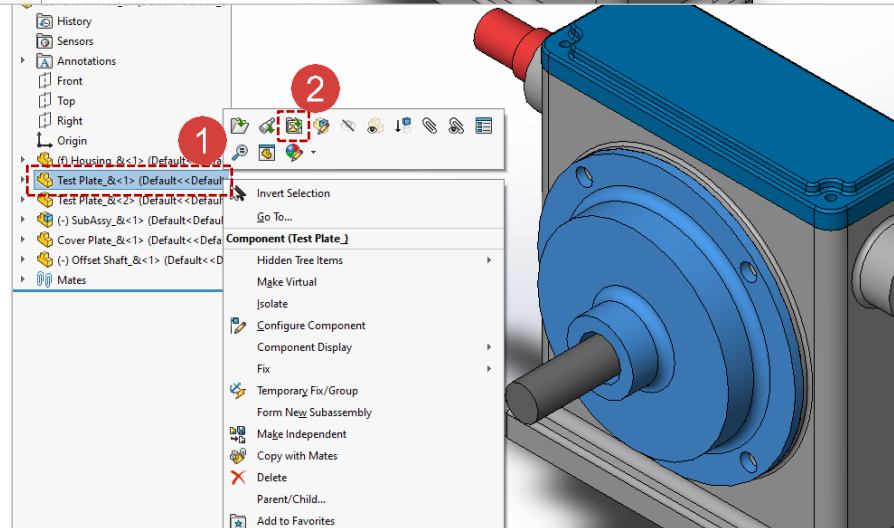 History
Sensors
Annotations
Front
Top
Right
Origin
1
2
(f) Housing_&<1> (Default<<Defa
Test Plate_&<1> (Default<<Default
Test Plate_&<2> (Default<<Default
(-) SubAssy_&<1> (Default<Defaul
Cover Plate_&<1> (Default<<Defa
(-) Offset Shaft_&<1> (Default<<D
Mates
Invert Selection
Go To...
Component (Test Plate_)
Hidden Tree Items
Make Virtual
Isolate
Configure Component
Component Display
Fix
Temporary Fix/Group
Form New Subassembly
Make Independent
Copy with Mates
Delete
Parent/Child...
Add to Favorites